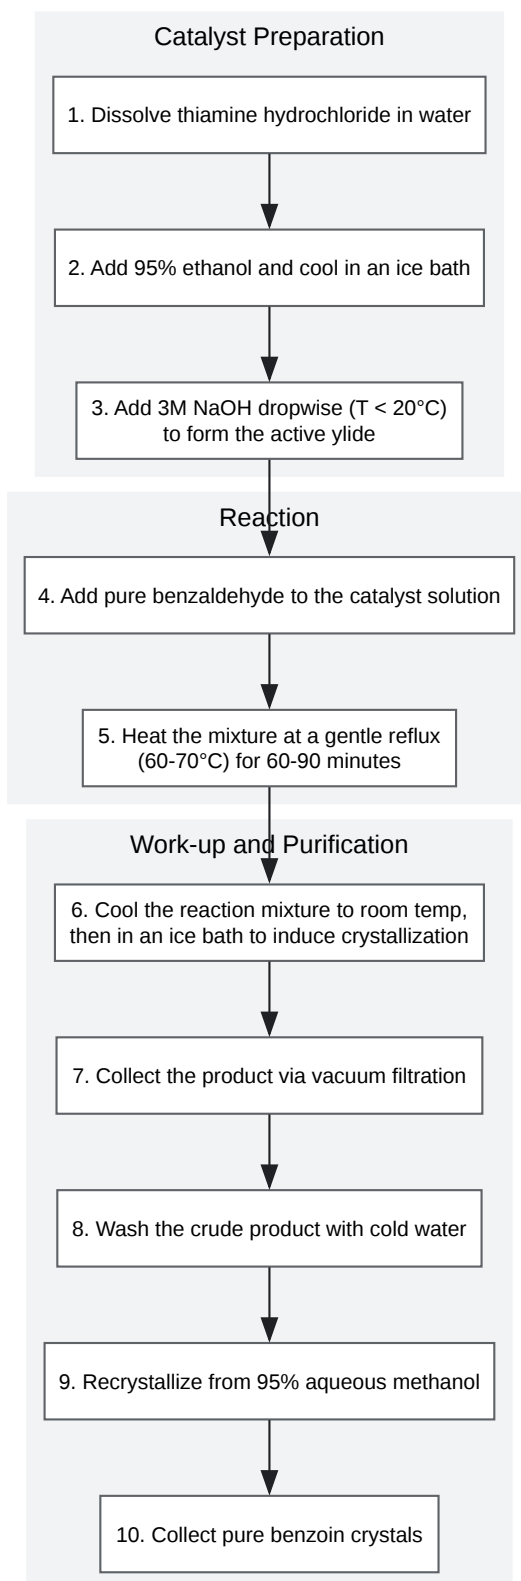 Catalyst Preparation
1. Dissolve thiamine hydrochloride in water
2. Add 95% ethanol and cool in an ice bath
3. Add 3M NaOH dropwise (T < 20°C)
to form the active ylide
Reaction
4. Add pure benzaldehyde to the catalyst solution
5. Heat the mixture at a gentle reflux
(60-70°C) for 60-90 minutes
Work-up and Purification
6. Cool the reaction mixture to room temp,
then in an ice bath to induce crystallization
7. Collect the product via vacuum filtration
8. Wash the crude product with cold water
9. Recrystallize from 95% aqueous methanol
10. Collect pure benzoin crystals